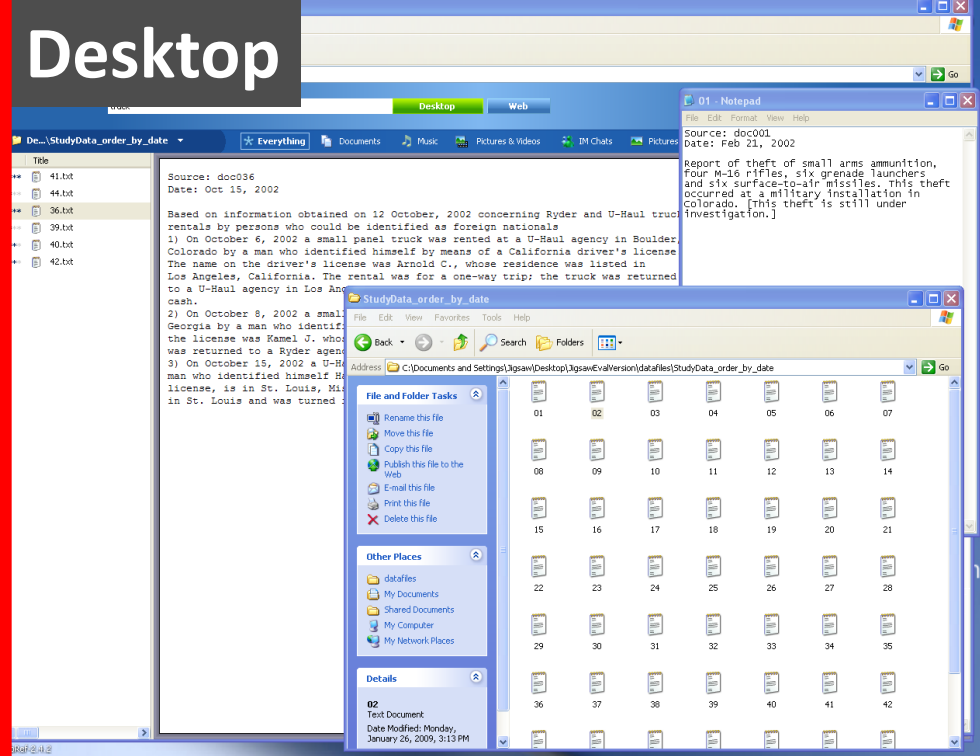 Desktop
Go
Desktop
Web
De...\StudyData_order_by_date
Everything
Documents
Music
Pictures & Videos
IM Chats
Pictures
Title
41.txt
44.txt
36.txt
39.txt
40.txt
42.txt
Source: doc036
Date: Oct 15, 2002
Based on information obtained on 12 October, 2002 concerning Ryder and U-Haul truc
rentals by persons who could be identified as foreign nationals
1) On October 6, 2002 a small panel truck was rented at a U-Haul agency in Boulder,
Colorado by a man who identified himself by means of a California driver's license
The name on the driver's license was Arnold C., whose residence was listed in
Los Angeles, California. The rental was for a one-way trip; the truck was returned
to a U-Haul agency in Los An
cash.
2) On October 8, 2002 a smal
Georgia by a man who identif
the license was Kamel J. who
was returned to a Ryder agen
3) On October 15, 2002 a U-H
man who identified himself Ha
license, is in St. Louis, Mi
in St. Louis and was turned i
01 - Notepad
File Edit Format View Help
Source: doc001
Date: Feb 21, 2002
Report of theft of small arms ammunition,
four M-16 rifles, six grenade launchers
and six surface-to-air missiles. This theft
occurred at a military installation in
Colorado. [This theft is still under
investigation.]
StudyData_order_by_date
File Edit View Favorites Tools Help
Back
Search
Folders
Address C:\Documents and Settings\Jigsaw\Desktop\JigsawEvalVersion\datafiles\StudyData_order_by_date
Go
File and Folder Tasks
Rename this file
Move this file
Copy this file
Publish this file to the
Web
E-mail this file
Print this file
Delete this file
Other Places
datafiles
My Documents
Shared Documents
My Computer
My Network Places
Details
02
Text Document
Date Modified: Monday,
January 26, 2009, 3:13 PM
01 02 03 04 05 06 07
08 09 10 11 12 13 14
15 16 17 18 19 20 21
22 23 24 25 26 27 28
29 30 31 32 33 34 35
36 37 38 39 40 41 42